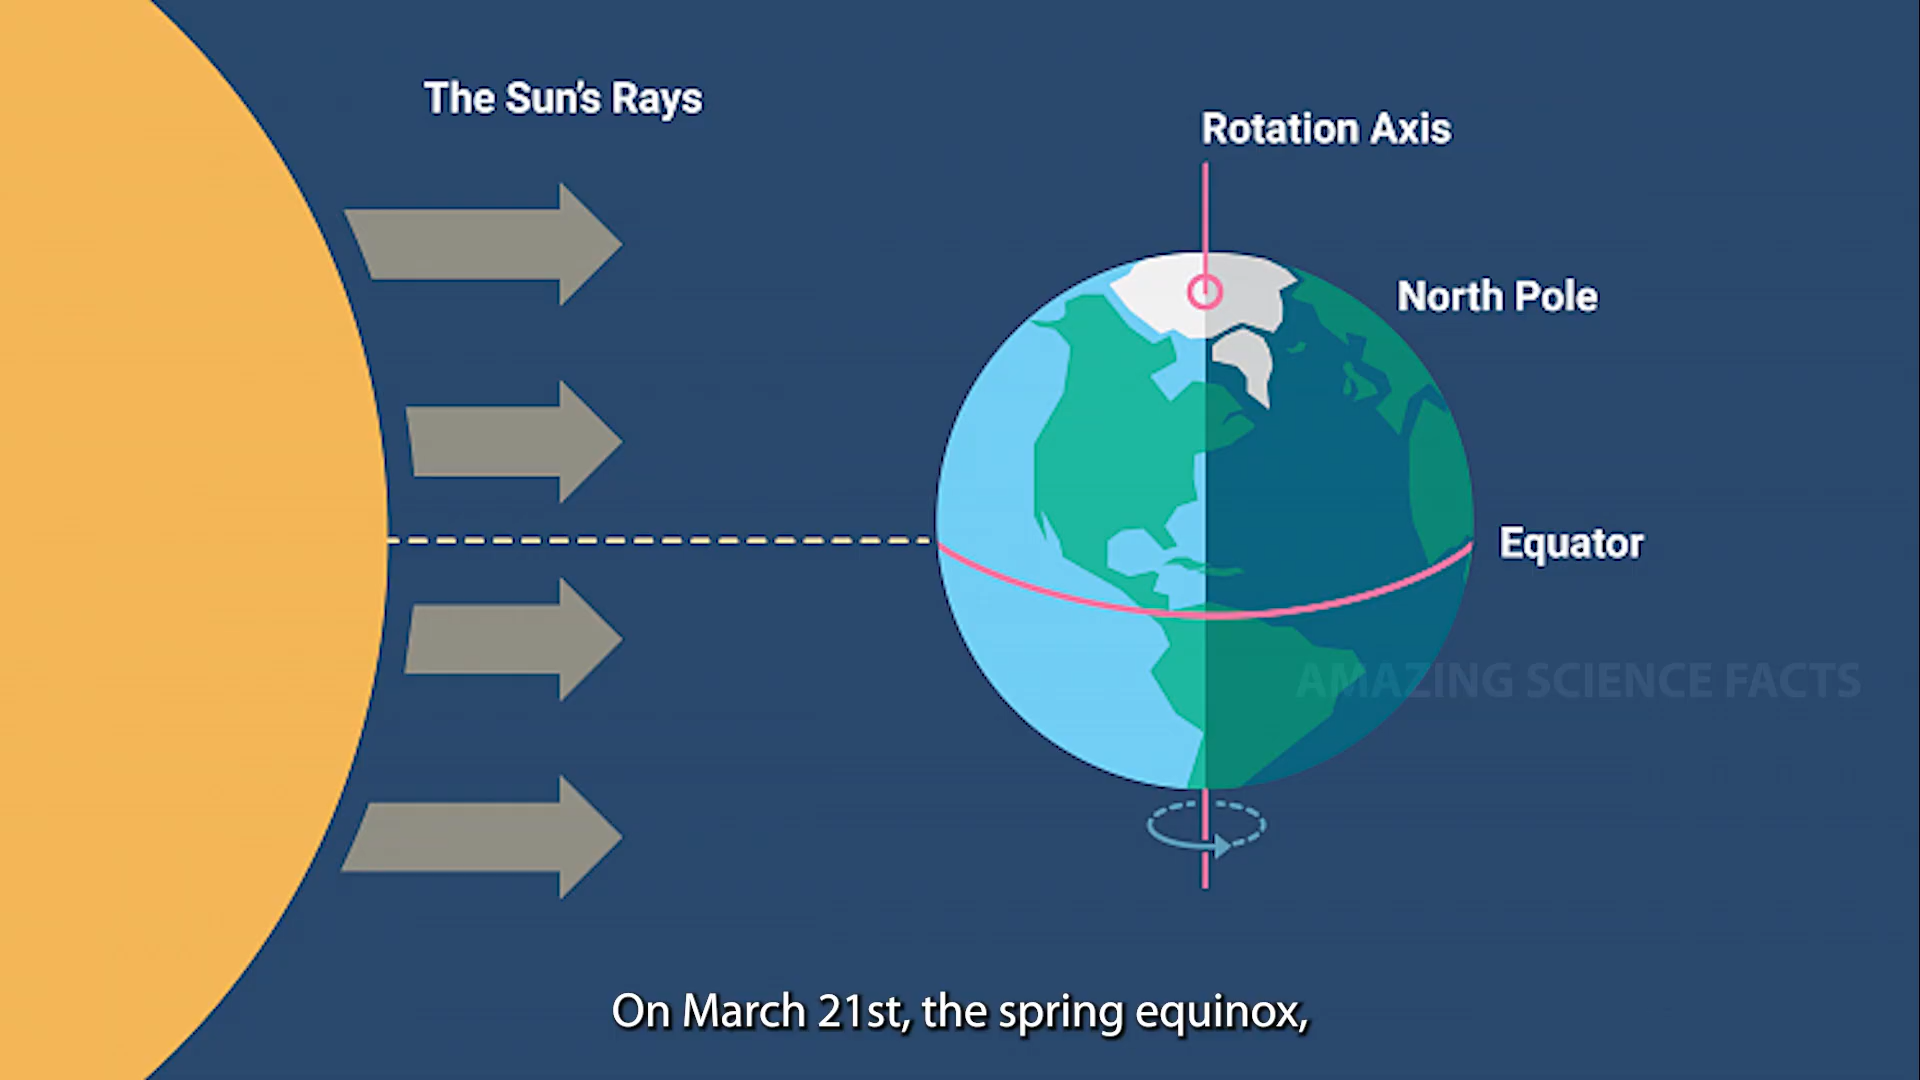 The Sun's Rays
Rotation Axis
North Pole
Equator
AMAZING SCIENCE FACTS
On March 21st, the spring equinox,